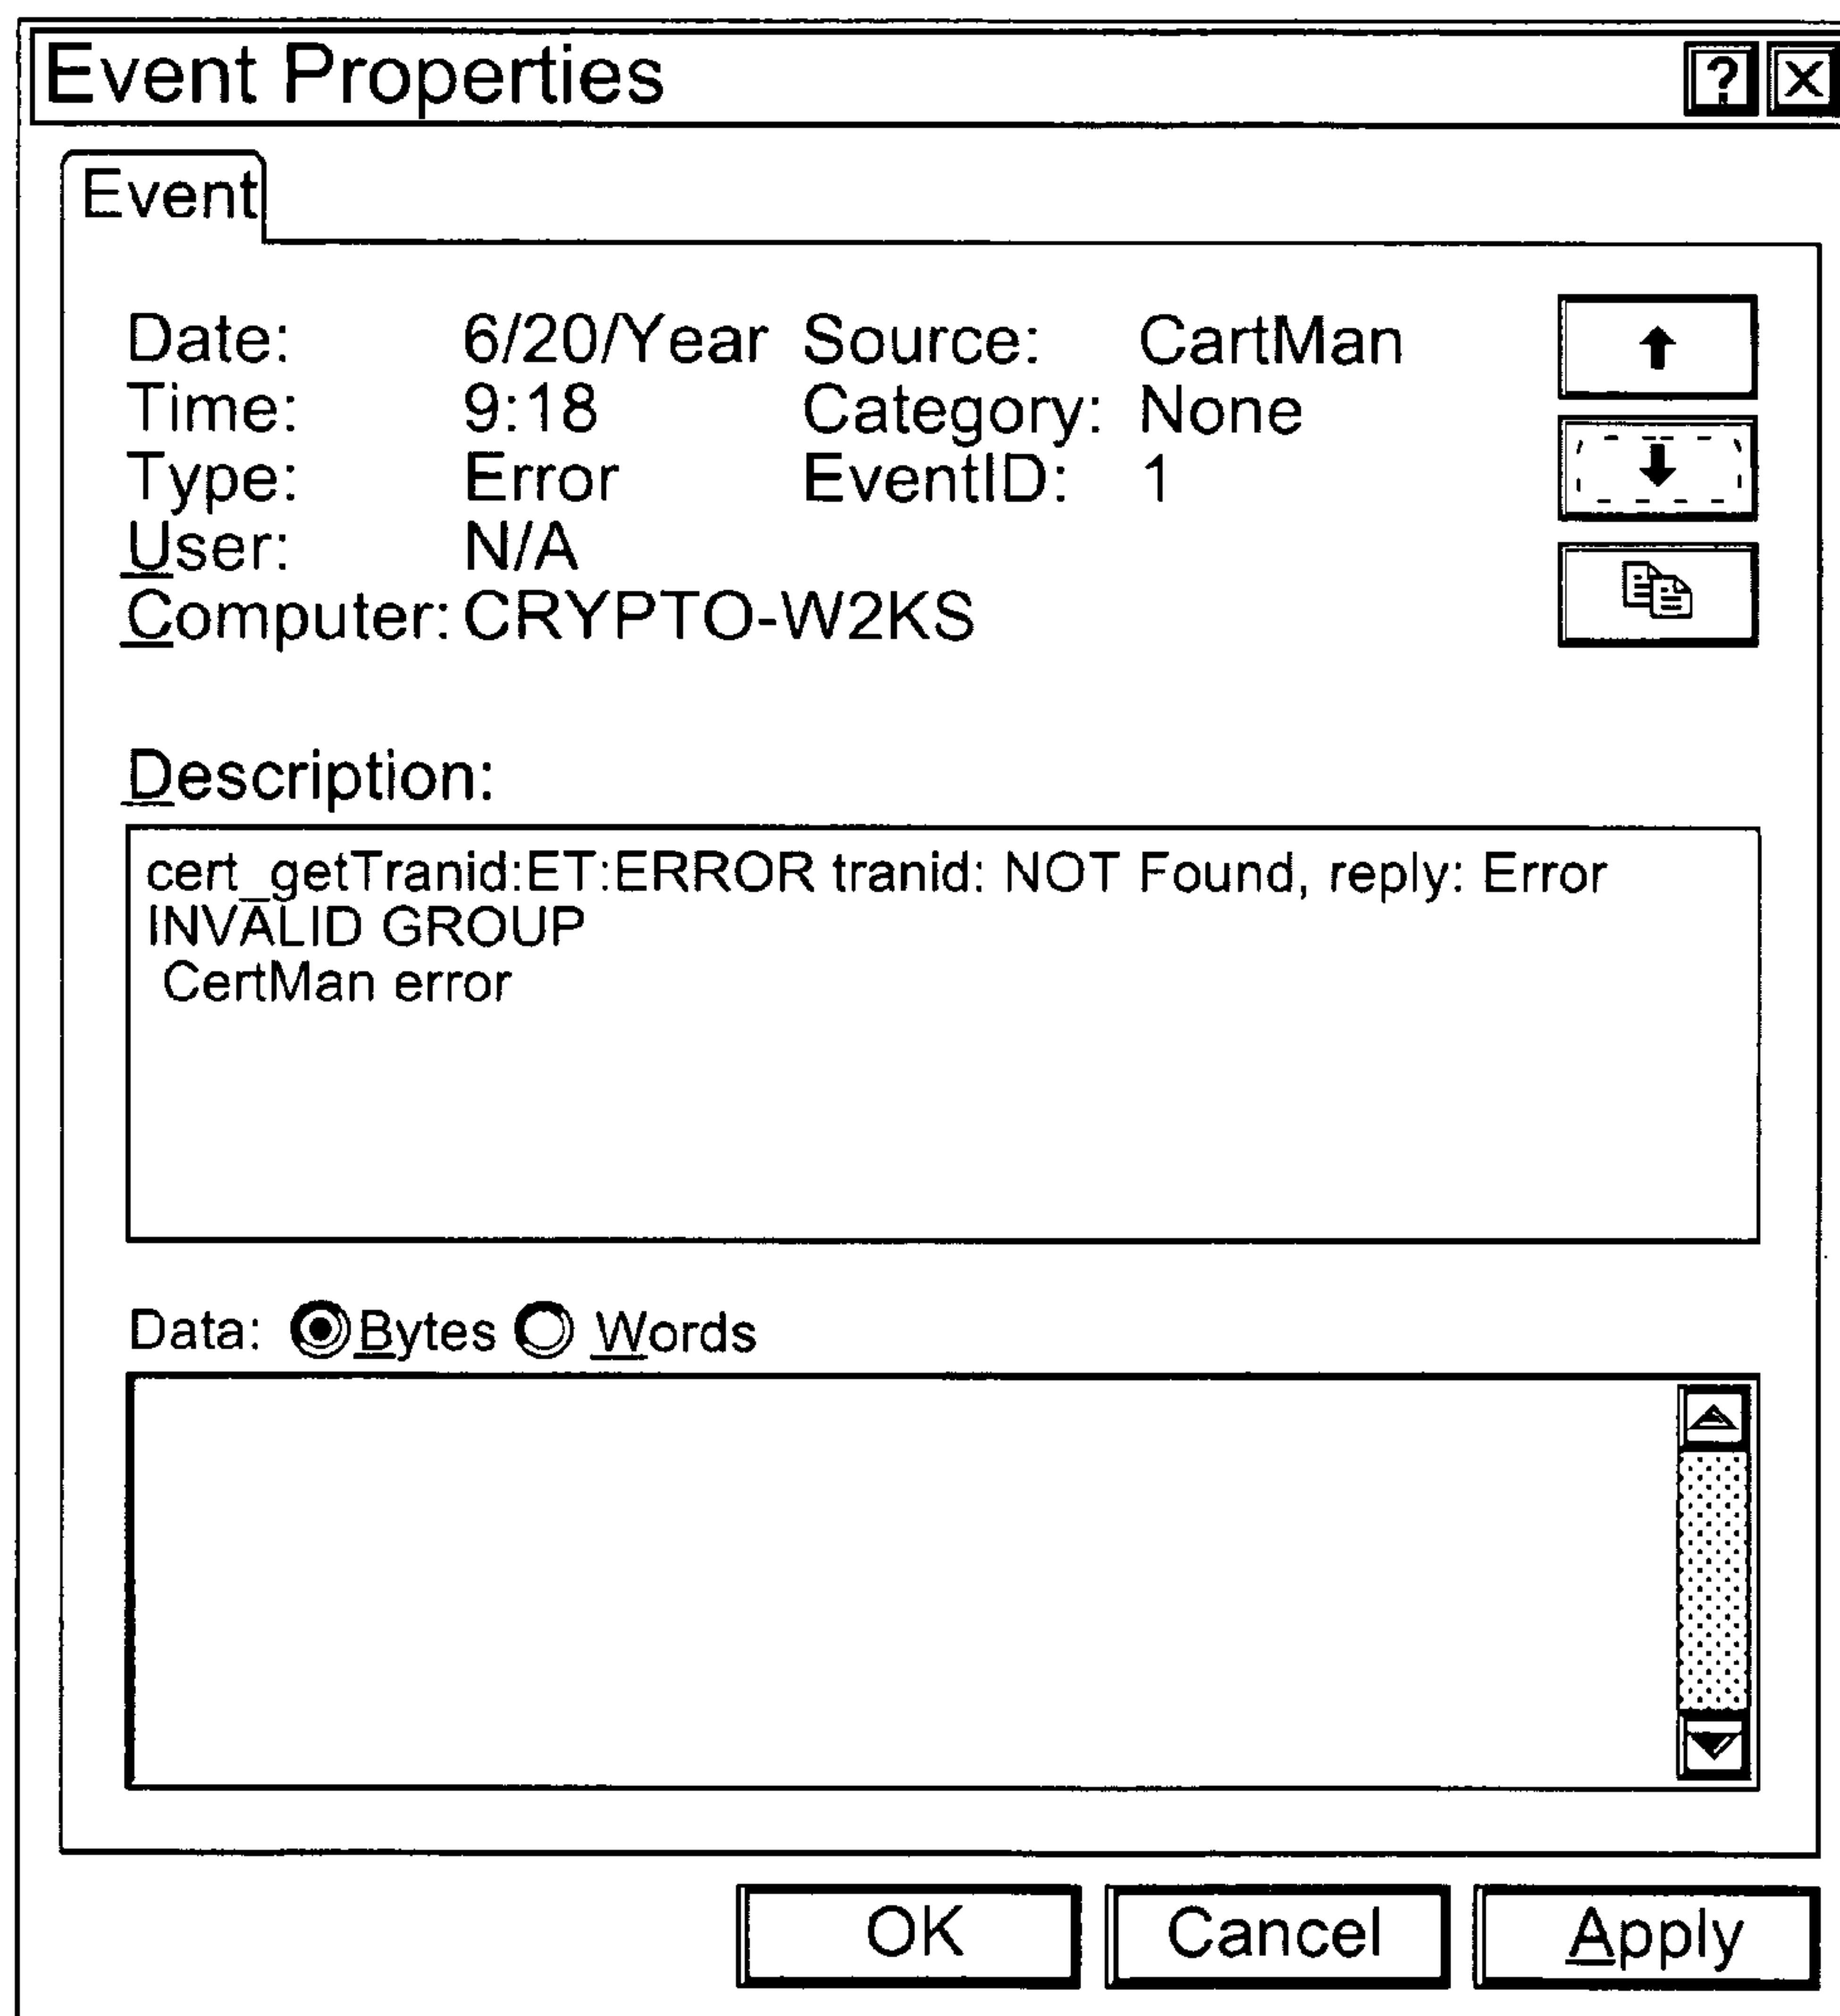 Event Properties
Event
Date: 6/20/Year Source: CartMan
Time: 9:18 Category: None
Type: Error EventID: 1
User: N/A
Computer: CRYPTO-W2KS
Description:
cert_getTranid:ET:ERROR tranid: NOT Found, reply: Error
INVALID GROUP
CertMan error
Data: Bytes Words
OK Cancel Apply